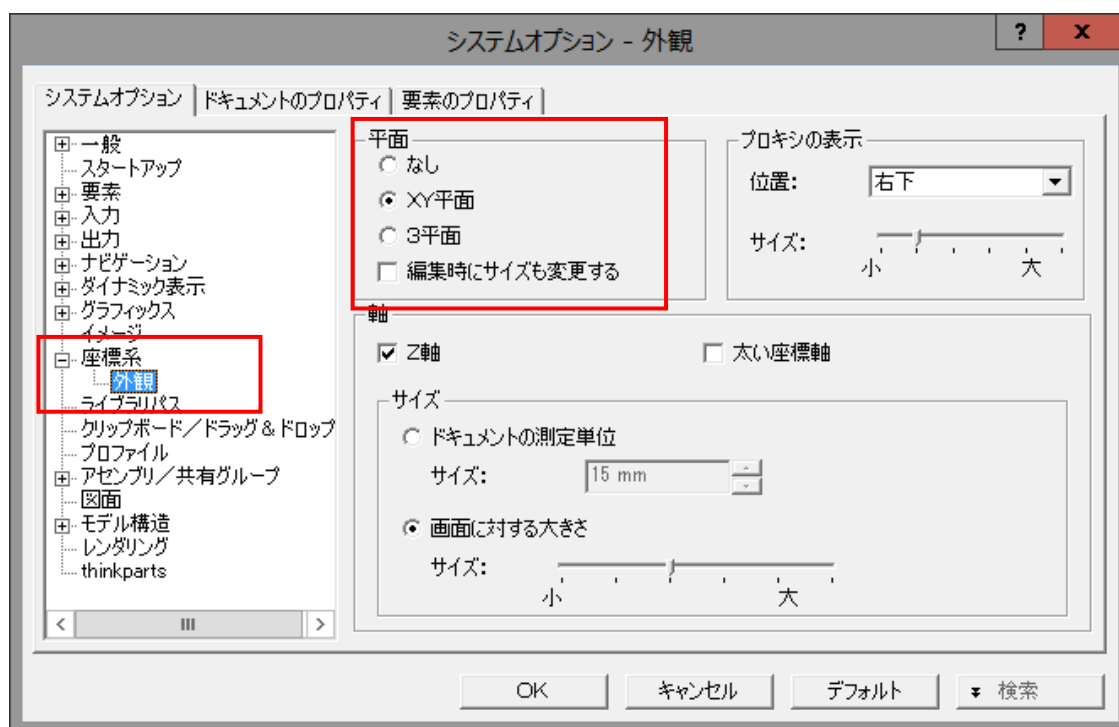 システムオプション - 外観
?
x
システムオプション
ドキュメントのプロパティ
要素のプロパティ
一般
スタートアップ
要素
入力
出力
ナビゲーション
ダイナミック表示
グラフィックス
イメージ
座標系
外観
ライブラリパス
クリップボード／ドラッグ＆ドロップ
プロファイル
アセンブリ／共有グループ
図面
モデル構造
レンダリング
thinkparts
平面
なし
XY平面
3平面
編集時にサイズも変更する
プロキシの表示
位置: 右下
サイズ:
小 大
軸
Z軸
太い座標軸
サイズ
ドキュメントの測定単位
サイズ: 15 mm
画面に対する大きさ
サイズ:
小 大
OK
キャンセル
デフォルト
検索